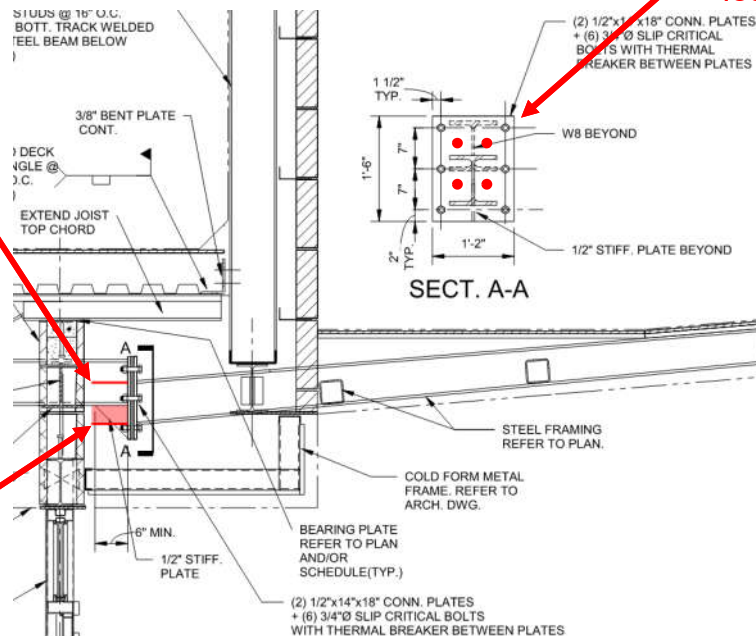 STUDS @ 16" O.C.
BOTT. TRACK WELDED
TEEL BEAM BELOW
)
3/8" BENT PLATE
CONT.
DECK
NGLE @
O.C.
)
EXTEND JOIST
TOP CHORD
(2) 1/2"x14"x18" CONN. PLATES
+ (6) 3/4"Ø SLIP CRITICAL
BOLTS WITH THERMAL
BREAKER BETWEEN PLATES
1 1/2"
TYP.
W8 BEYOND
7"
1'-6"
7"
2"
TYP.
1'-2"
1/2" STIFF. PLATE BEYOND
SECT. A-A
A
A
STEEL FRAMING
REFER TO PLAN.
COLD FORM METAL
FRAME. REFER TO
ARCH. DWG.
6" MIN.
1/2" STIFF.
PLATE
BEARING PLATE
REFER TO PLAN
AND/OR
SCHEDULE(TYP.)
(2) 1/2"x14"x18" CONN. PLATES
+ (6) 3/4"Ø SLIP CRITICAL BOLTS
WITH THERMAL BREAKER BETWEEN PLATES